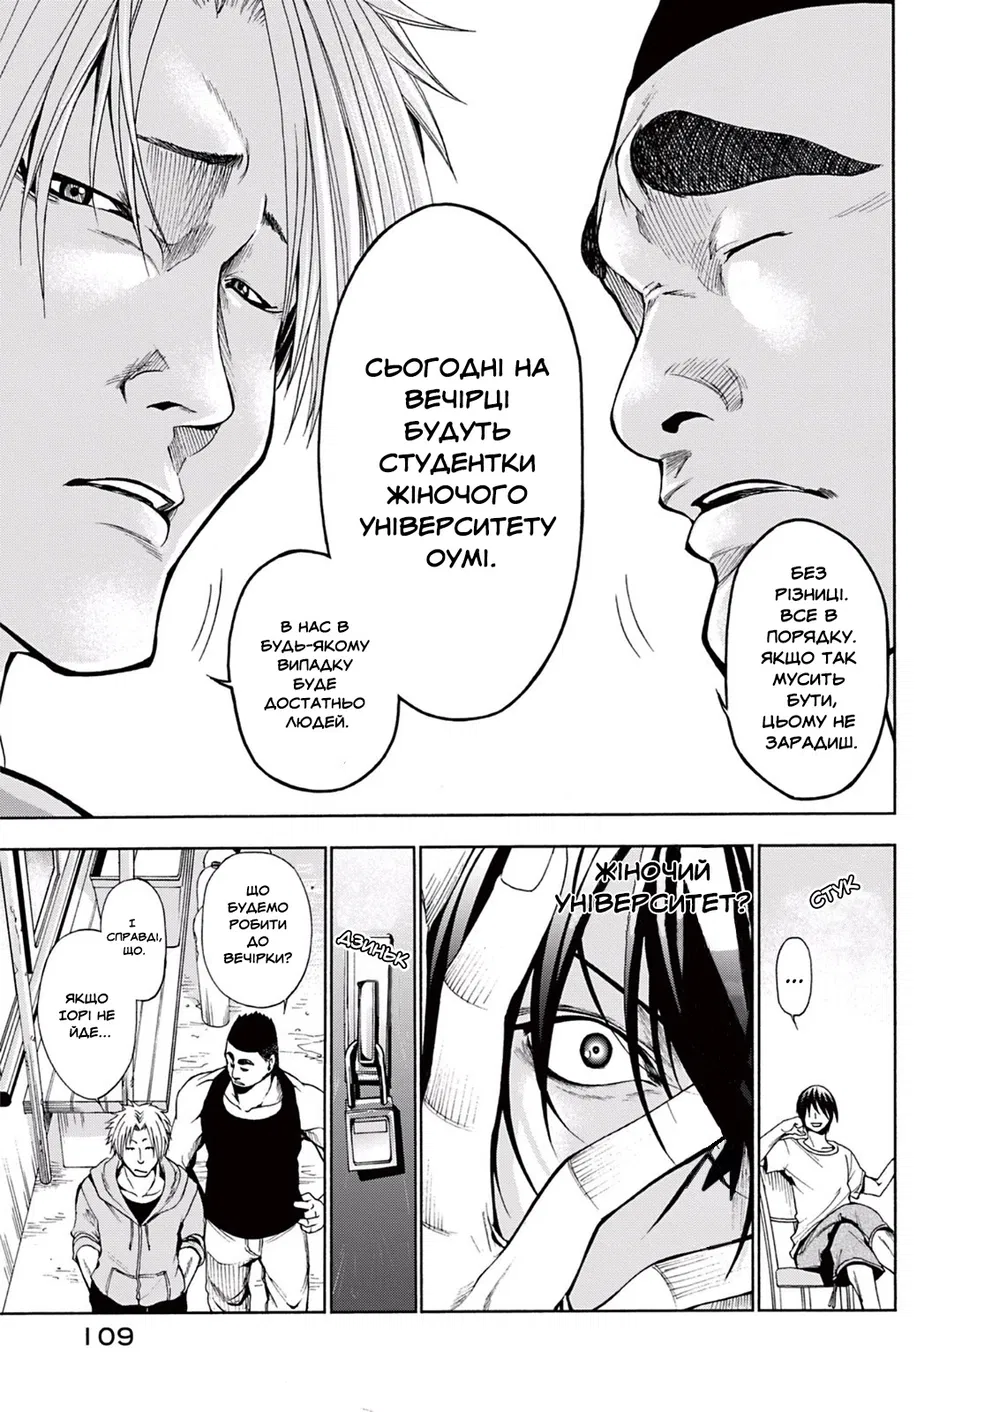 БЕЗ
РІЗНИЦІ.
ВСЕ В
ПОРЯДКУ.
ЯКЩО ТАК
МУСИТЬ
БУТИ,
ЦЬОМУ НЕ
ЗАРАДИШ.
СЬОГОДНІ НА
ВЕЧІРЦІ
БУДУТЬ
СТУДЕНТКИ
ЖІНОЧОГО
УНІВЕРСИТЕТУ
ОУМІ.
В НАС В
БУДЬ-ЯКОМУ
ВИПАДКУ
БУДЕ
ДОСТАТНЬО
ЛЮДЕЙ.
СТУК
...
ЖІНОЧИЙ
УНІВЕРСИТЕТ?
ДЗИНЬК
ЩО
БУДЕМО
РОБИТИ
ДО
ВЕЧІРКИ?
І
СПРАВДІ,
ЩО.
ЯКЩО
ІОРІ НЕ
ЙДЕ...
109